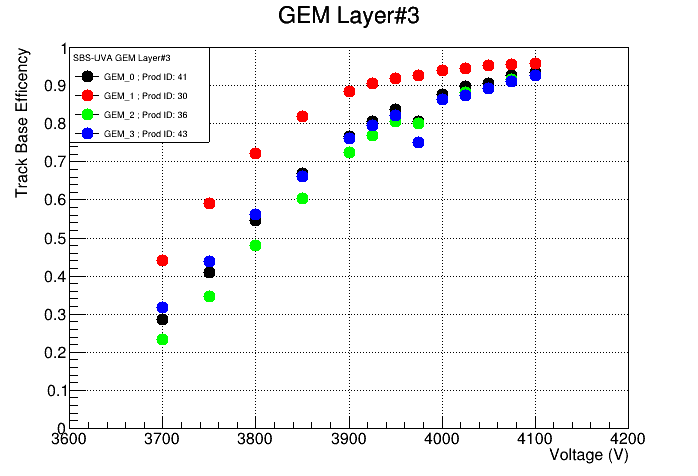 GEM Layer#3
Track Base Efficency
SBS-UVA GEM Layer#3
GEM_0 ; Prod ID: 41
GEM_1 ; Prod ID: 30
GEM_2 ; Prod ID: 36
GEM_3 ; Prod ID: 43
1
0.9
0.8
0.7
0.6
0.5
0.4
0.3
0.2
0.1
0
3600 3700 3800 3900 4000 4100 4200
Voltage (V)